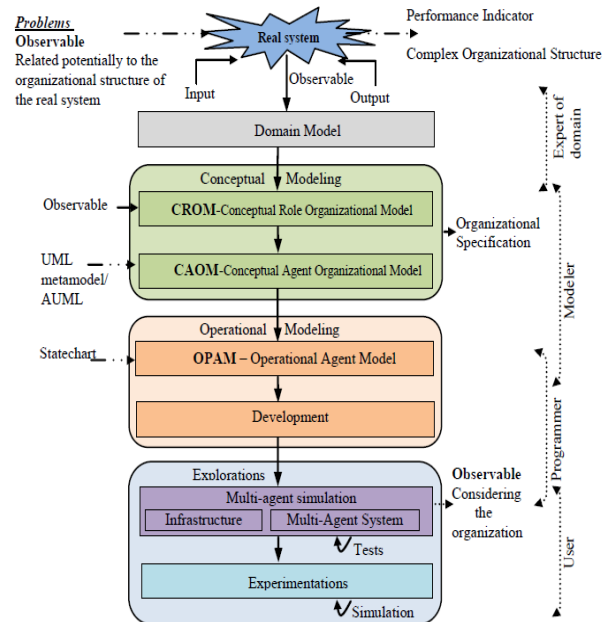 Problems
Observable
Related potentially to the
organizational structure of
the real system
Real system
Performance Indicator
Complex Organizational Structure
Input
Observable
Output
Domain Model
Expert of
domain
Conceptual Modeling
Observable
CROM-Conceptual Role Organizational Model
Organizational
Specification
UML
metamodel/
AUML
CAOM-Conceptual Agent Organizational Model
Modeler
Operational Modeling
Statechart
OPAM – Operational Agent Model
Development
Programmer
Explorations
Multi-agent simulation
Infrastructure
Multi-Agent System
Tests
Observable
Considering
the
organization
Experimentations
Simulation
User